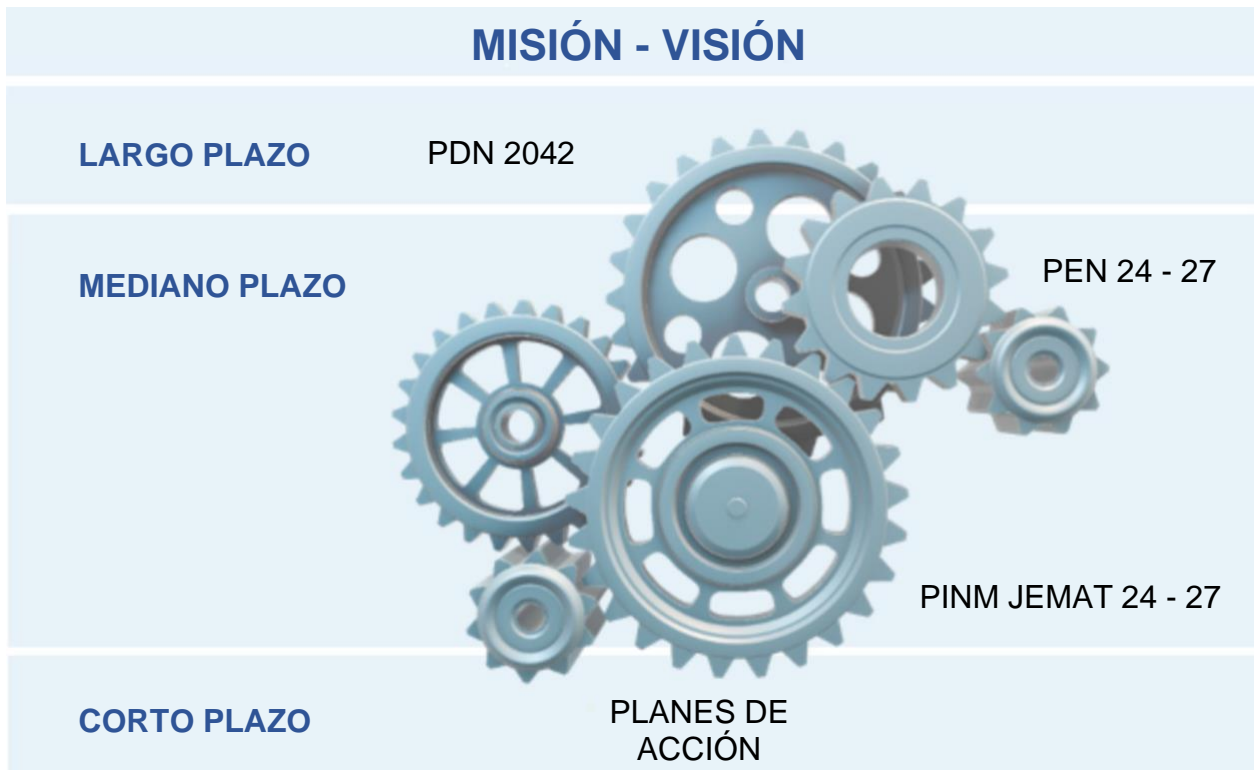 MISIÓN - VISIÓN
LARGO PLAZO
PDN 2042
MEDIANO PLAZO
PEN 24 - 27
PINM JEMAT 24 - 27
CORTO PLAZO
PLANES DE
ACCIÓN